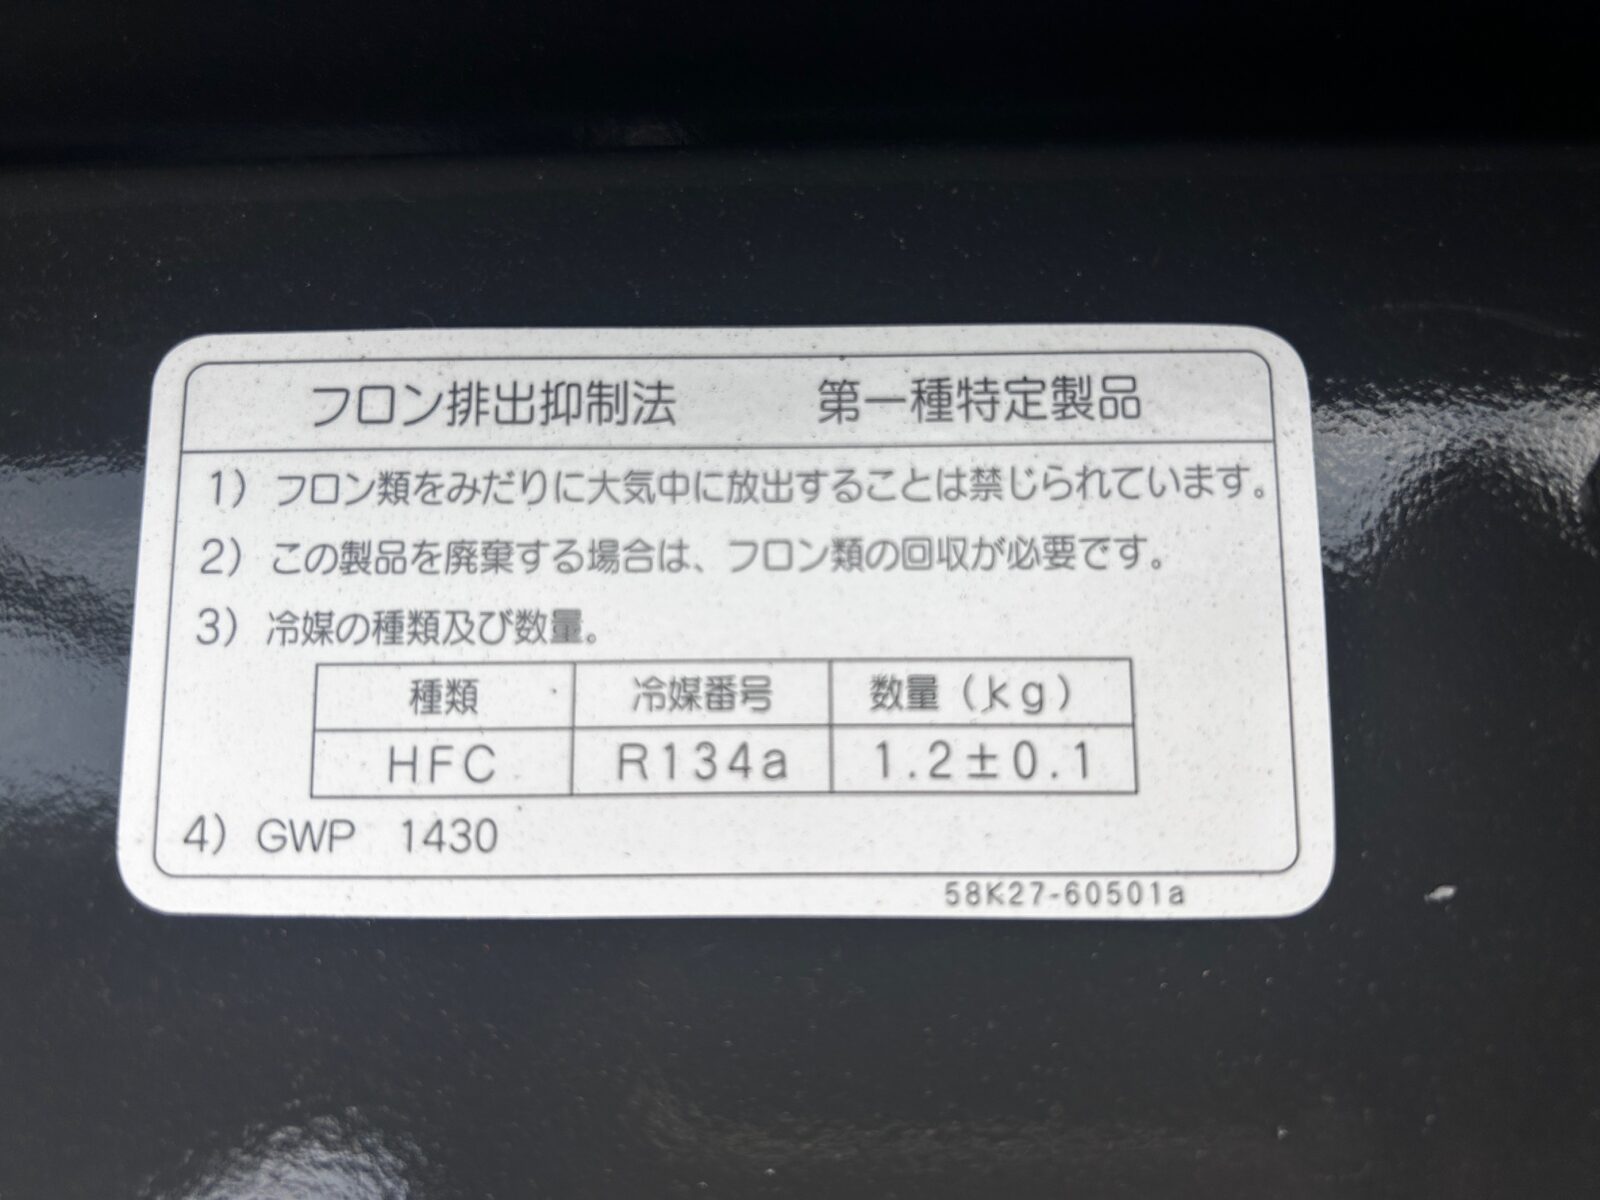 フロン排出抑制法　第一種特定製品
1）フロン類をみだりに大気中に放出することは禁じられています。
2）この製品を廃棄する場合は、フロン類の回収が必要です。
3）冷媒の種類及び数量。
種類　冷媒番号　数量（kg）
HFC　R134a　1.2±0.1
4）GWP　1430
58K27-60501a